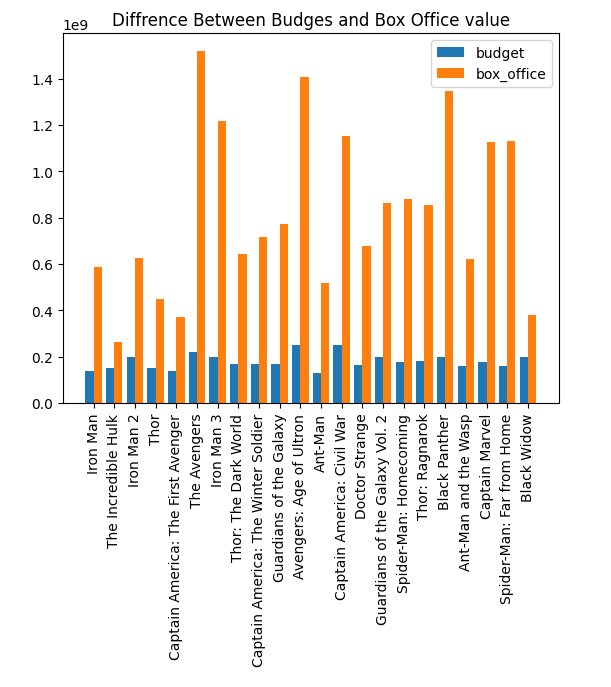 Diffrence Between Budges and Box Office value
1e9
budget
box_office
1.4
1.2
1.0
0.8
0.6
0.4
0.2
0.0
Iron Man
The Incredible Hulk
Iron Man 2
Thor
Captain America: The First Avenger
The Avengers
Iron Man 3
Thor: The Dark World
Captain America: The Winter Soldier
Guardians of the Galaxy
Avengers: Age of Ultron
Ant-Man
Captain America: Civil War
Doctor Strange
Guardians of the Galaxy Vol. 2
Spider-Man: Homecoming
Thor: Ragnarok
Black Panther
Ant-Man and the Wasp
Captain Marvel
Spider-Man: Far from Home
Black Widow